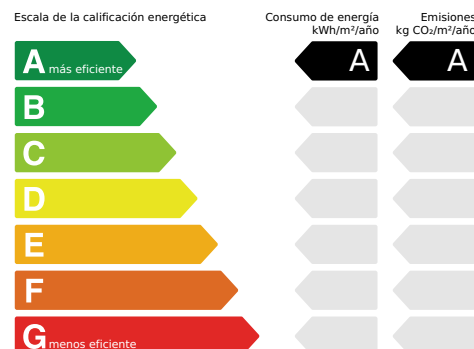 Escala de la calificación energética
Consumo de energía
kWh/m²/año
Emisiones
kg CO₂/m²/año
A más eficiente
A
A
B
C
D
E
F
G menos eficiente